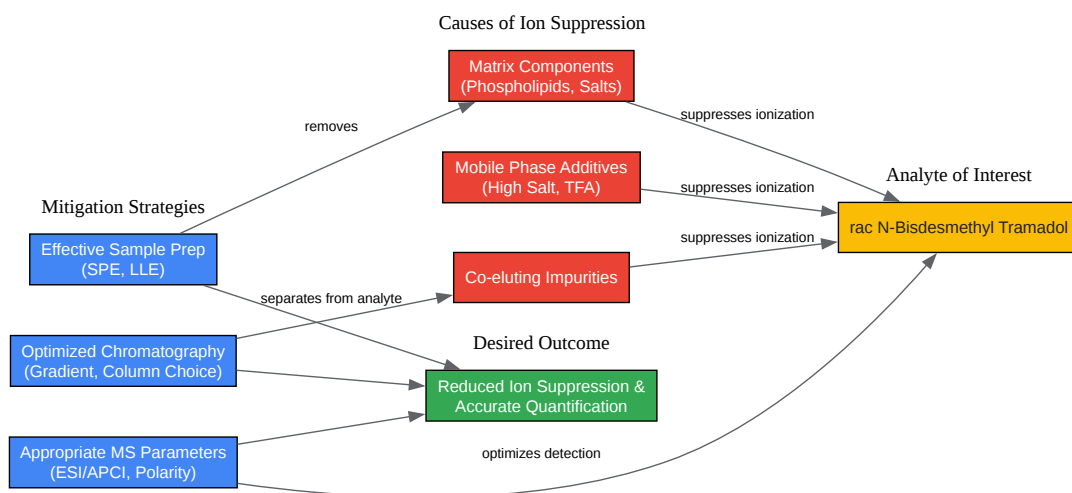 Causes of Ion Suppression
Matrix Components
(Phospholipids, Salts)
suppresses ionization
removes
Mobile Phase Additives
(High Salt, TFA)
suppresses ionization
Analyte of Interest
rac N-Bisdesmethyl Tramadol
Mitigation Strategies
Effective Sample Prep
(SPE, LLE)
suppresses ionization
Co-eluting Impurities
separates from analyte
Optimized Chromatography
(Gradient, Column Choice)
Desired Outcome
Reduced Ion Suppression &
Accurate Quantification
Appropriate MS Parameters
(ESI/APCI, Polarity)
optimizes detection